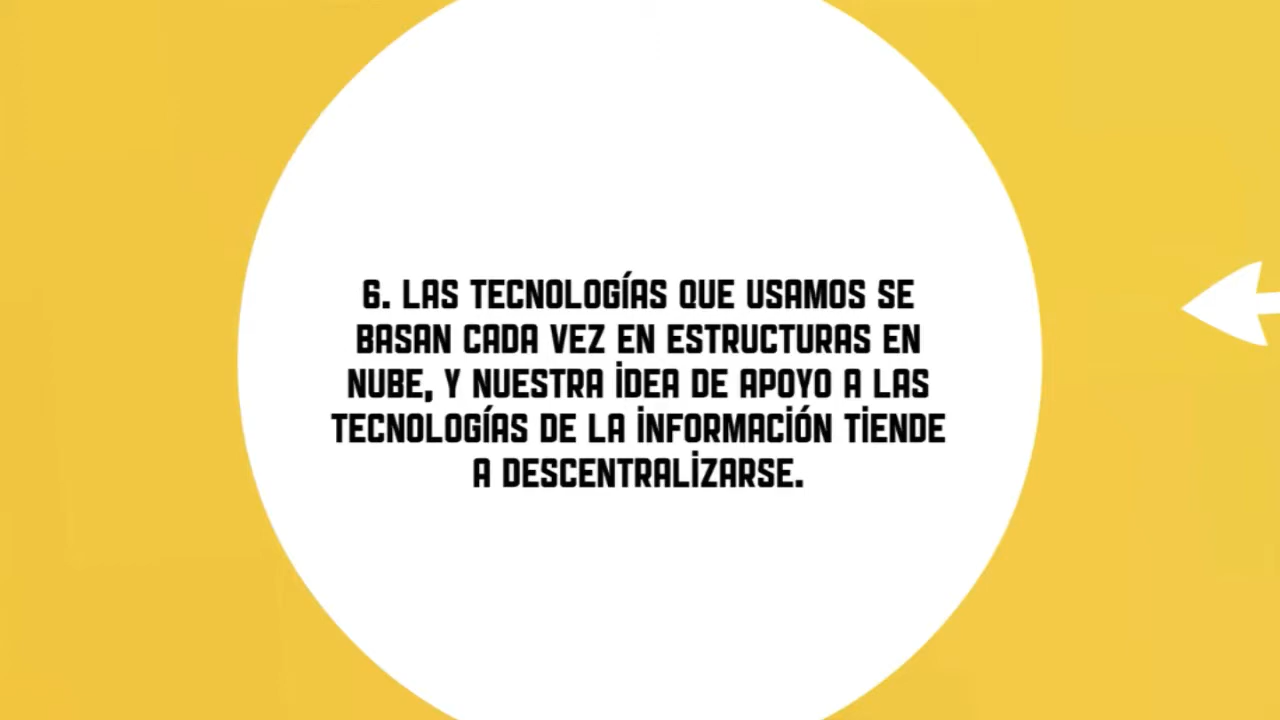 6. LAS TECNOLOGÍAS QUE USAMOS SE
BASAN CADA VEZ EN ESTRUCTURAS EN
NUBE, Y NUESTRA IDEA DE APOYO A LAS
TECNOLOGÍAS DE LA INFORMACIÓN TIENDE
A DESCENTRALIZARSE.